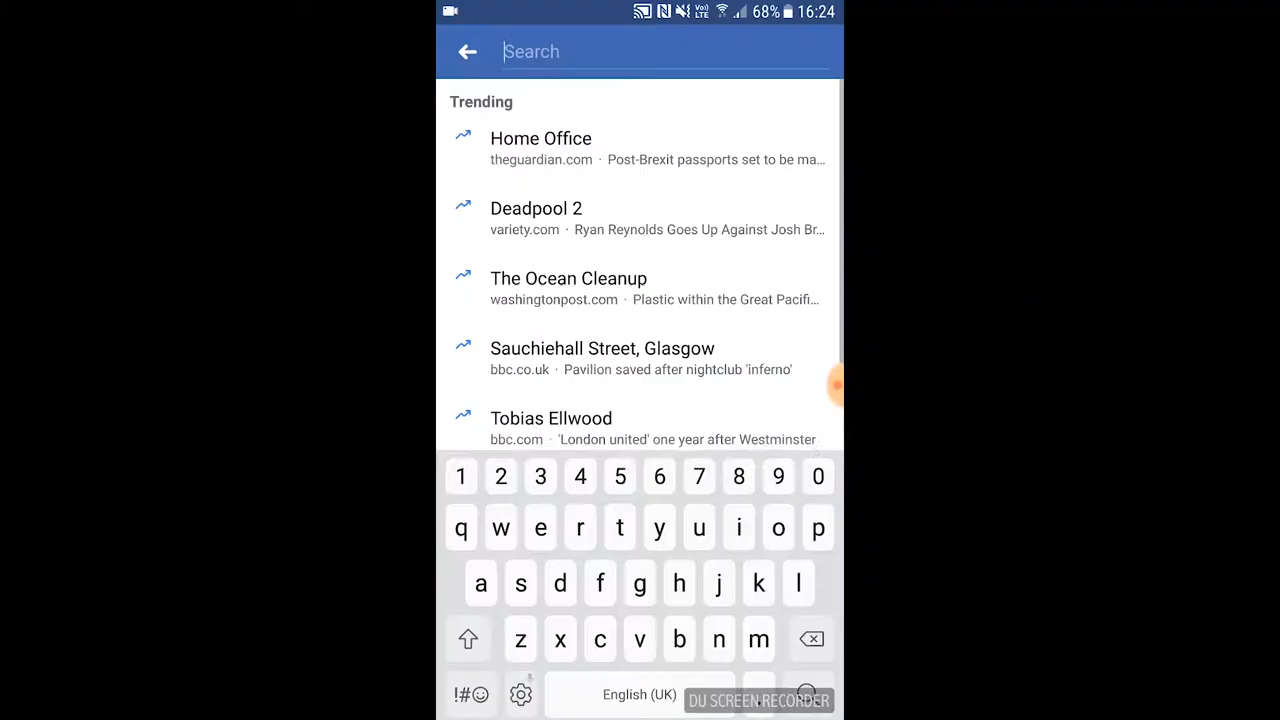 VoD LTE 68% 16:24
Search
Trending
Home Office
theguardian.com · Post-Brexit passports set to be ma...
Deadpool 2
variety.com · Ryan Reynolds Goes Up Against Josh Br...
The Ocean Cleanup
washingtonpost.com · Plastic within the Great Pacifi...
Sauchiehall Street, Glasgow
bbc.co.uk · Pavilion saved after nightclub 'inferno'
Tobias Ellwood
bbc.com · 'London united' one year after Westminster
1 2 3 4 5 6 7 8 9 0
q w e r t y u i o p
a s d f g h j k l
z x c v b n m
!#☺ English (UK) .
DU SCREEN RECORDER